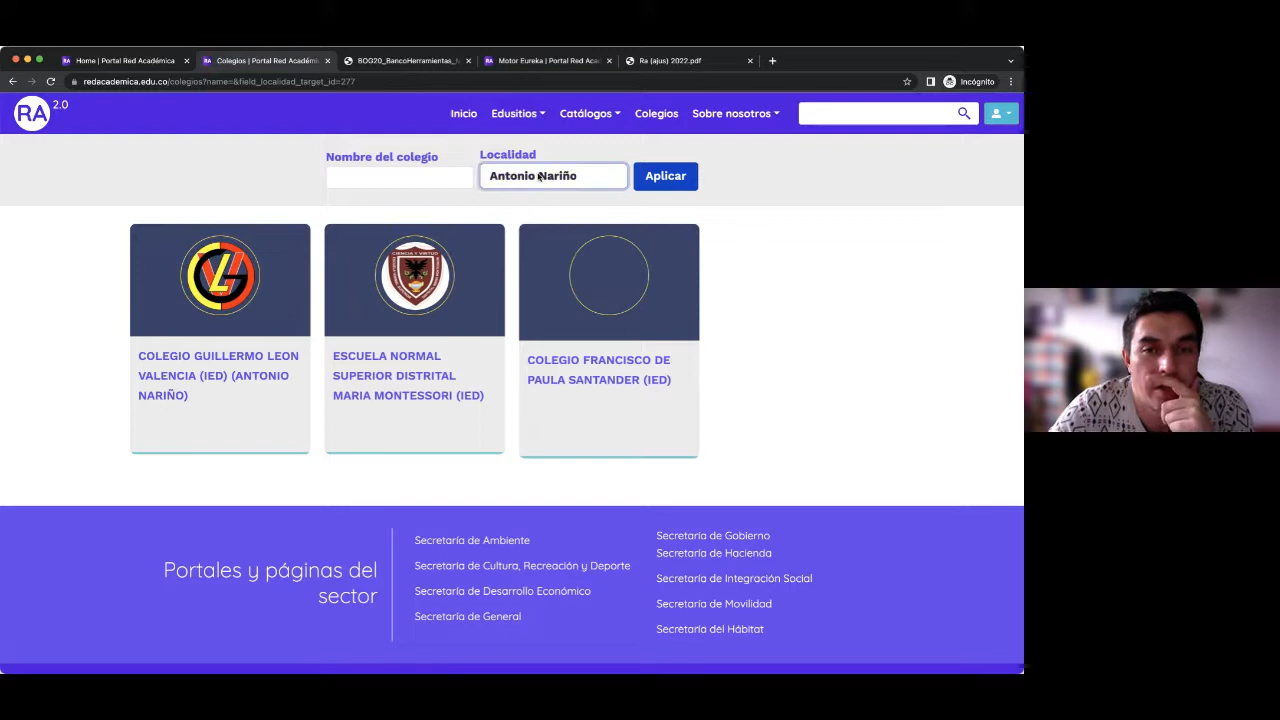 Home | Portal Red Académica
Colegios | Portal Red Académi
BOG20_BancoHerramientas_
Motor Eureka | Portal Red Aca
Ra (ajus) 2022.pdf
redacademica.edu.co/colegios?name=&field_localidad_target_id=277
Incógnito
RA 2.0
Inicio
Edusitios
Catálogos
Colegios
Sobre nosotros
Nombre del colegio
Localidad
Antonio Nariño
Aplicar
COLEGIO GUILLERMO LEON
VALENCIA (IED) (ANTONIO
NARIÑO)
CIENCIA Y VIRTUD
ESCUELA NORMAL
SUPERIOR DISTRITAL
MARIA MONTESSORI (IED)
COLEGIO FRANCISCO DE
PAULA SANTANDER (IED)
Portales y páginas del
sector
Secretaría de Ambiente
Secretaría de Cultura, Recreación y Deporte
Secretaría de Desarrollo Económico
Secretaría de General
Secretaría de Gobierno
Secretaría de Hacienda
Secretaría de Integración Social
Secretaría de Movilidad
Secretaría del Hábitat